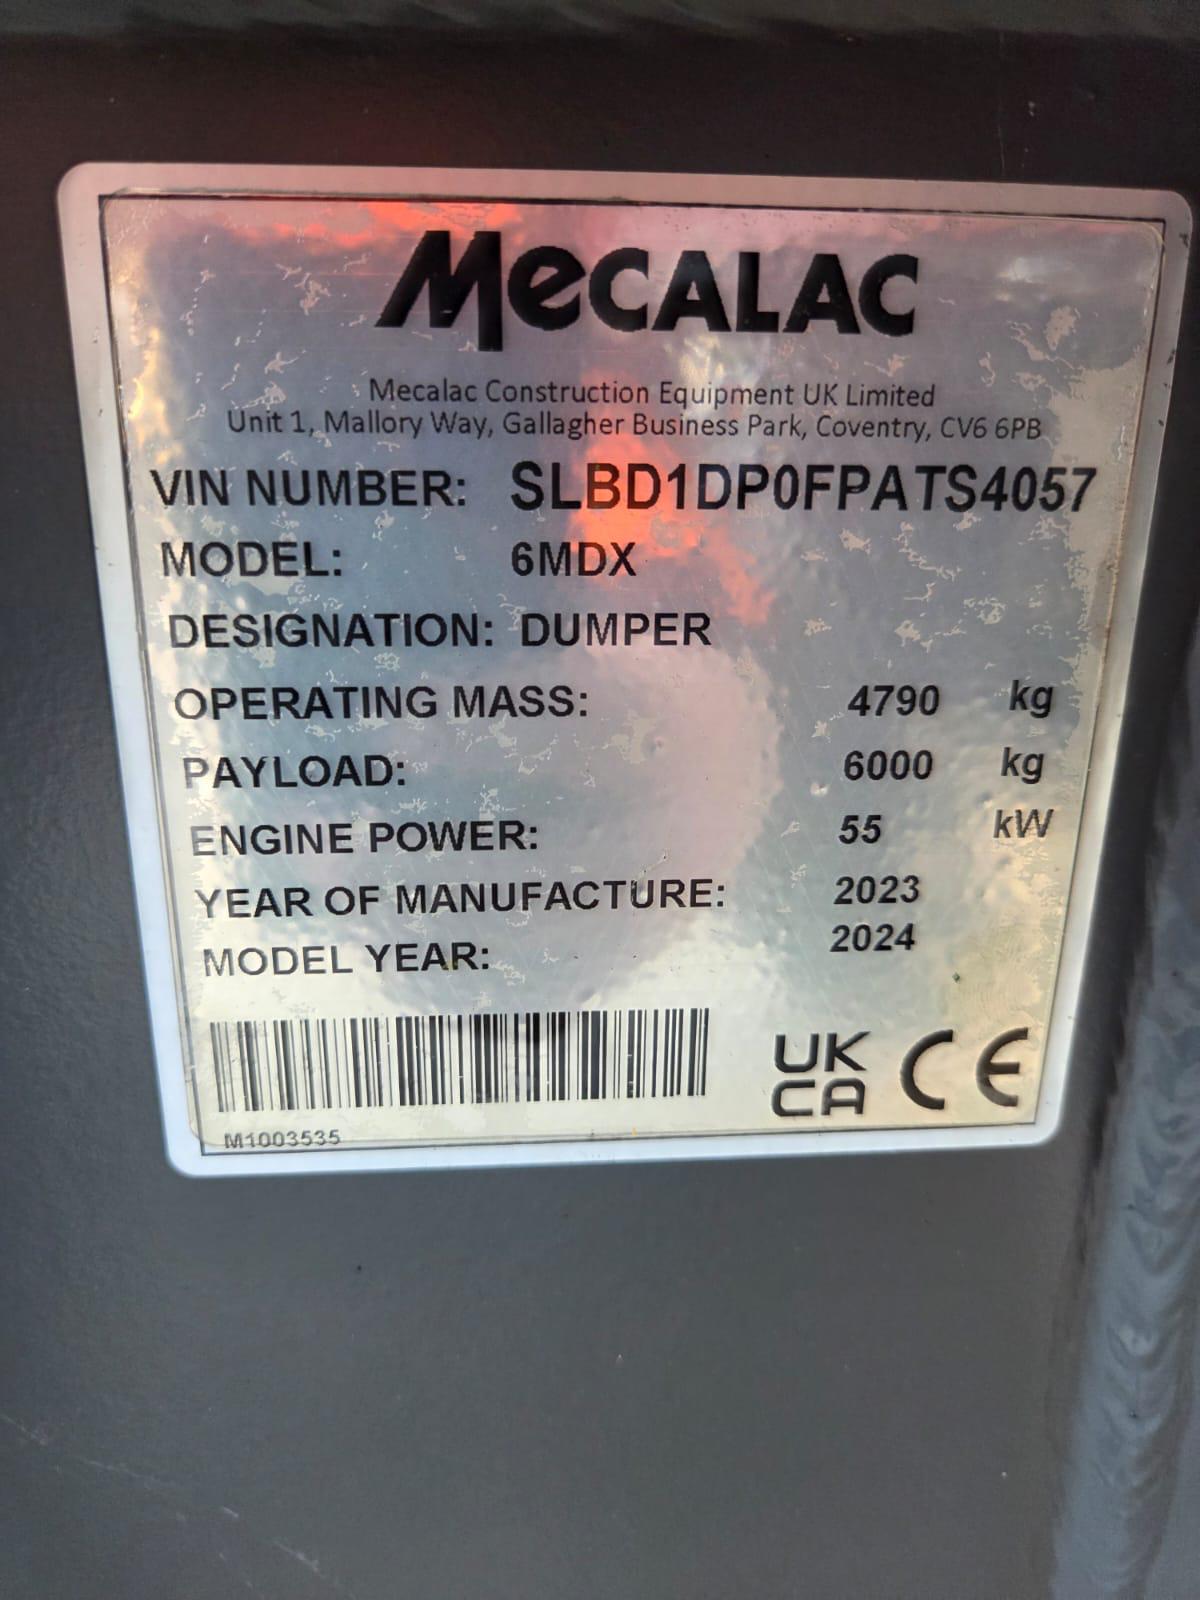 MECALAC
Mecalac Construction Equipment UK Limited
Unit 1, Mallory Way, Gallagher Business Park, Coventry, CV6 6PB
VIN NUMBER: SLBD1DP0FPATS4057
MODEL: 6MDX
DESIGNATION: DUMPER
OPERATING MASS: 4790 kg
PAYLOAD: 6000 kg
ENGINE POWER: 55 kW
YEAR OF MANUFACTURE: 2023
MODEL YEAR: 2024
UK
CA CE
M1003535